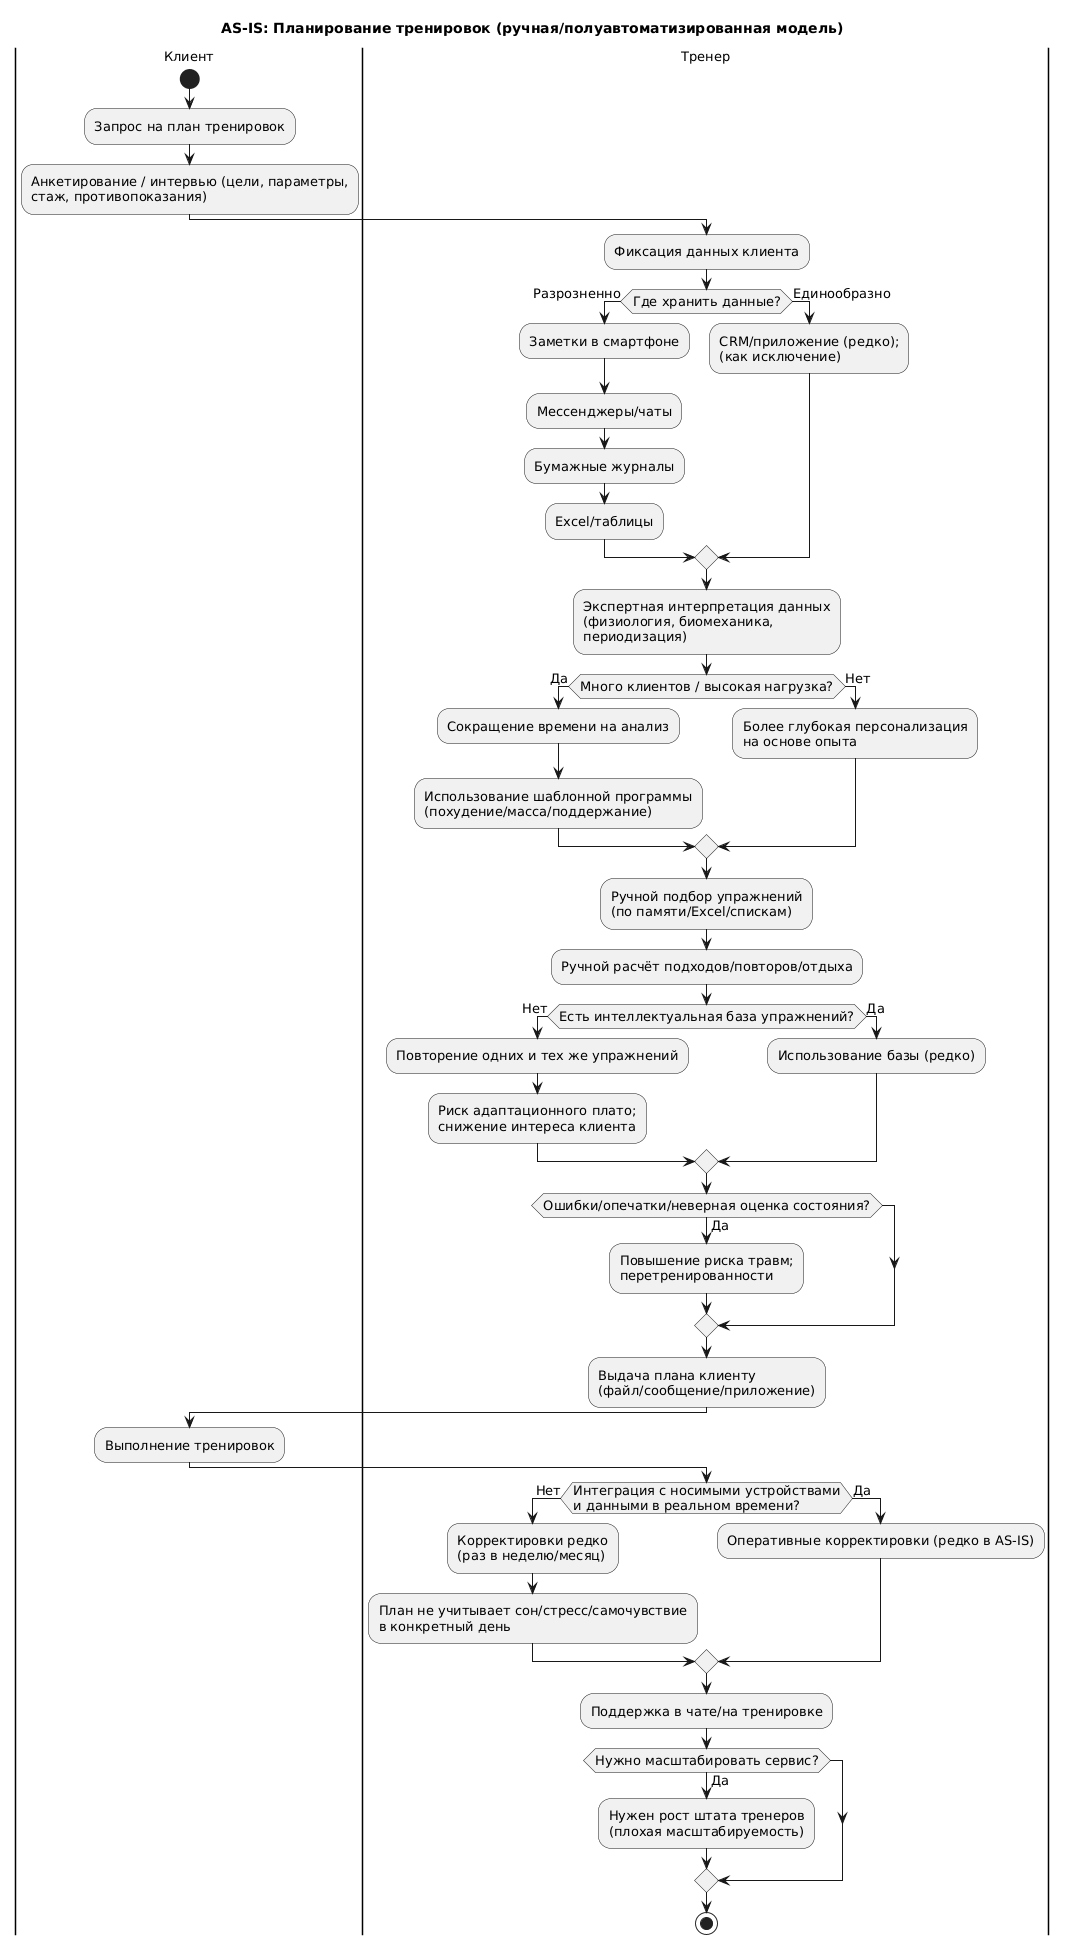 AS-IS: Планирование тренировок (ручная/полуавтоматизированная модель)
Клиент
Тренер
Запрос на план тренировок
Анкетирование / интервью (цели, параметры,
стаж, противопоказания)
Фиксация данных клиента
Где хранить данные?
Разрозненно
Единообразно
Заметки в смартфоне
CRM/приложение (редко);
(как исключение)
Мессенджеры/чаты
Бумажные журналы
Excel/таблицы
Экспертная интерпретация данных
(физиология, биомеханика,
периодизация)
Много клиентов / высокая нагрузка?
Да
Нет
Сокращение времени на анализ
Более глубокая персонализация
на основе опыта
Использование шаблонной программы
(похудение/масса/поддержание)
Ручной подбор упражнений
(по памяти/Excel/спискам)
Ручной расчёт подходов/повторов/отдыха
Есть интеллектуальная база упражнений?
Нет
Да
Повторение одних и тех же упражнений
Использование базы (редко)
Риск адаптационного плато;
снижение интереса клиента
Ошибки/опечатки/неверная оценка состояния?
Да
Повышение риска травм;
перетренированности
Выдача плана клиенту
(файл/сообщение/приложение)
Выполнение тренировок
Интеграция с носимыми устройствами
и данными в реальном времени?
Нет
Да
Корректировки редко
(раз в неделю/месяц)
Оперативные корректировки (редко в AS-IS)
План не учитывает сон/стресс/самочувствие
в конкретный день
Поддержка в чате/на тренировке
Нужно масштабировать сервис?
Да
Нужен рост штата тренеров
(плохая масштабируемость)